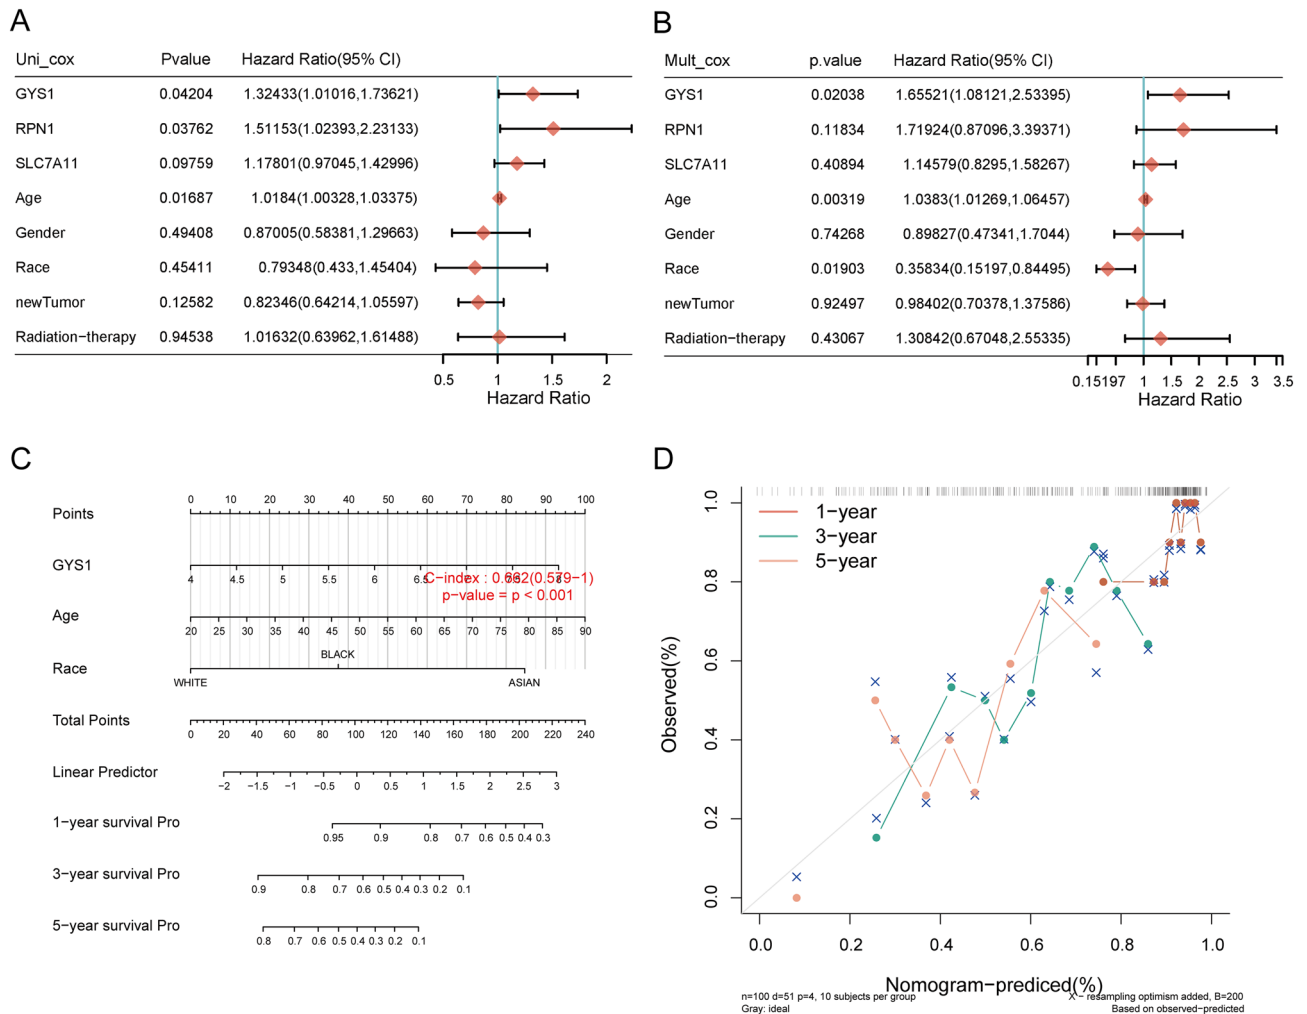 A
Uni_cox Pvalue Hazard Ratio(95% CI)
GYS1 0.04204 1.32433(1.01016,1.73621)
RPN1 0.03762 1.51153(1.02393,2.23133)
SLC7A11 0.09759 1.17801(0.97045,1.42996)
Age 0.01687 1.0184(1.00328,1.03375)
Gender 0.49408 0.87005(0.58381,1.29663)
Race 0.45411 0.79348(0.433,1.45404)
newTumor 0.12582 0.82346(0.64214,1.05597)
Radiation−therapy 0.94538 1.01632(0.63962,1.61488)
0.5 1 1.5 2
Hazard Ratio
B
Mult_cox p.value Hazard Ratio(95% CI)
GYS1 0.02038 1.65521(1.08121,2.53395)
RPN1 0.11834 1.71924(0.87096,3.39371)
SLC7A11 0.40894 1.14579(0.8295,1.58267)
Age 0.00319 1.0383(1.01269,1.06457)
Gender 0.74268 0.89827(0.47341,1.7044)
Race 0.01903 0.35834(0.15197,0.84495)
newTumor 0.92497 0.98402(0.70378,1.37586)
Radiation−therapy 0.43067 1.30842(0.67048,2.55335)
0.15197 1 1.5 2 2.5 3 3.5
Hazard Ratio
C
0 10 20 30 40 50 60 70 80 90 100
Points
GYS1
4 4.5 5 5.5 6 6.5 8
C−index : 0.662(0.579−1)
p−value = p < 0.001
Age
20 25 30 35 40 45 50 55 60 65 70 75 80 85 90
BLACK
Race
WHITE ASIAN
Total Points
0 20 40 60 80 100 120 140 160 180 200 220 240
Linear Predictor
−2 −1.5 −1 −0.5 0 0.5 1 1.5 2 2.5 3
1−year survival Pro
0.95 0.9 0.8 0.7 0.6 0.5 0.4 0.3
3−year survival Pro
0.9 0.8 0.7 0.6 0.5 0.4 0.3 0.2 0.1
5−year survival Pro
0.8 0.7 0.6 0.5 0.4 0.3 0.2 0.1
D
1−year
3−year
5−year
Observed(%)
1.0
0.8
0.6
0.4
0.2
0.0
0.0 0.2 0.4 0.6 0.8 1.0
Nomogram−prediced(%)
n=100 d=51 p=4, 10 subjects per group
Gray: ideal
X − resampling optimism added, B=200
Based on observed−predicted